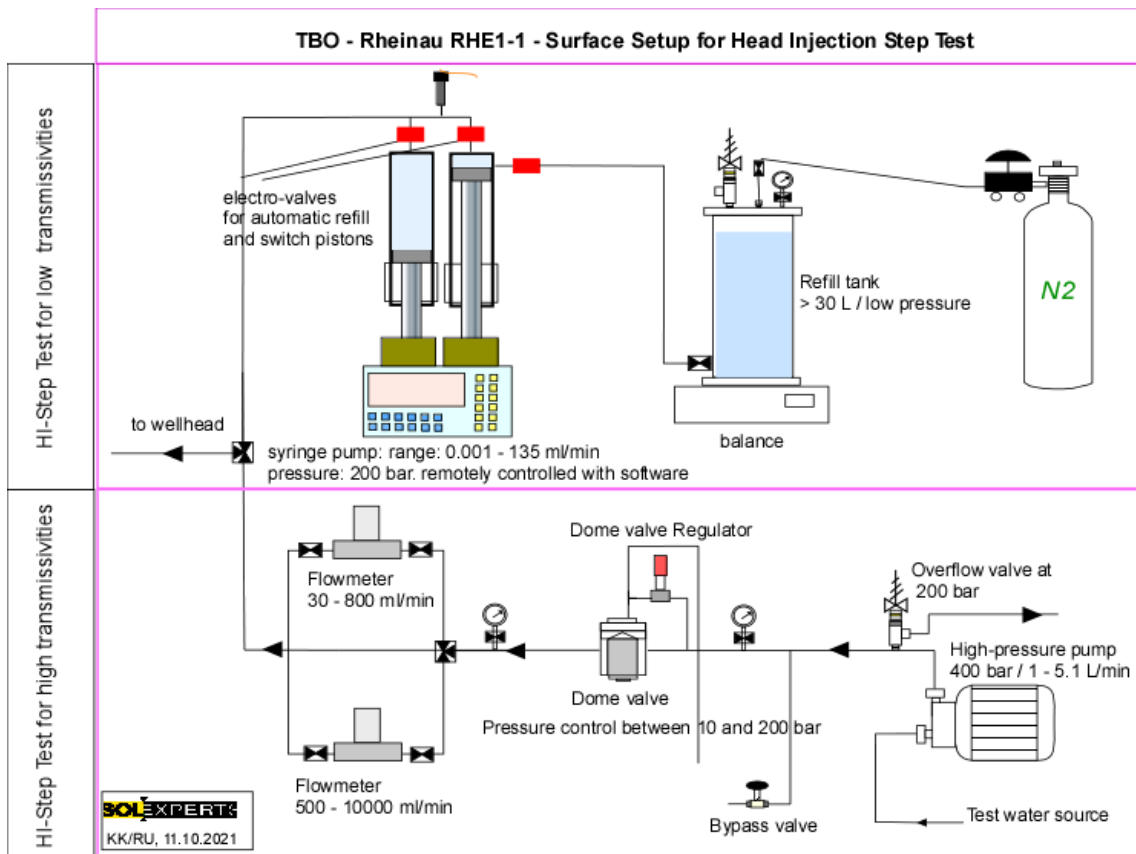 TBO - Rheinau RHE1-1 - Surface Setup for Head Injection Step Test
HI-Step Test for low transmissivities
electro-valves
for automatic refill
and switch pistons
Refill tank
> 30 L / low pressure
N2
to wellhead
balance
syringe pump: range: 0.001 - 135 ml/min
pressure: 200 bar. remotely controlled with software
HI-Step Test for high transmissivities
Dome valve Regulator
Flowmeter
30 - 800 ml/min
Overflow valve at
200 bar
High-pressure pump
400 bar / 1 - 5.1 L/min
Dome valve
Pressure control between 10 and 200 bar
Flowmeter
500 - 10000 ml/min
Bypass valve
Test water source
SOLEXPERTS
KK/RU, 11.10.2021